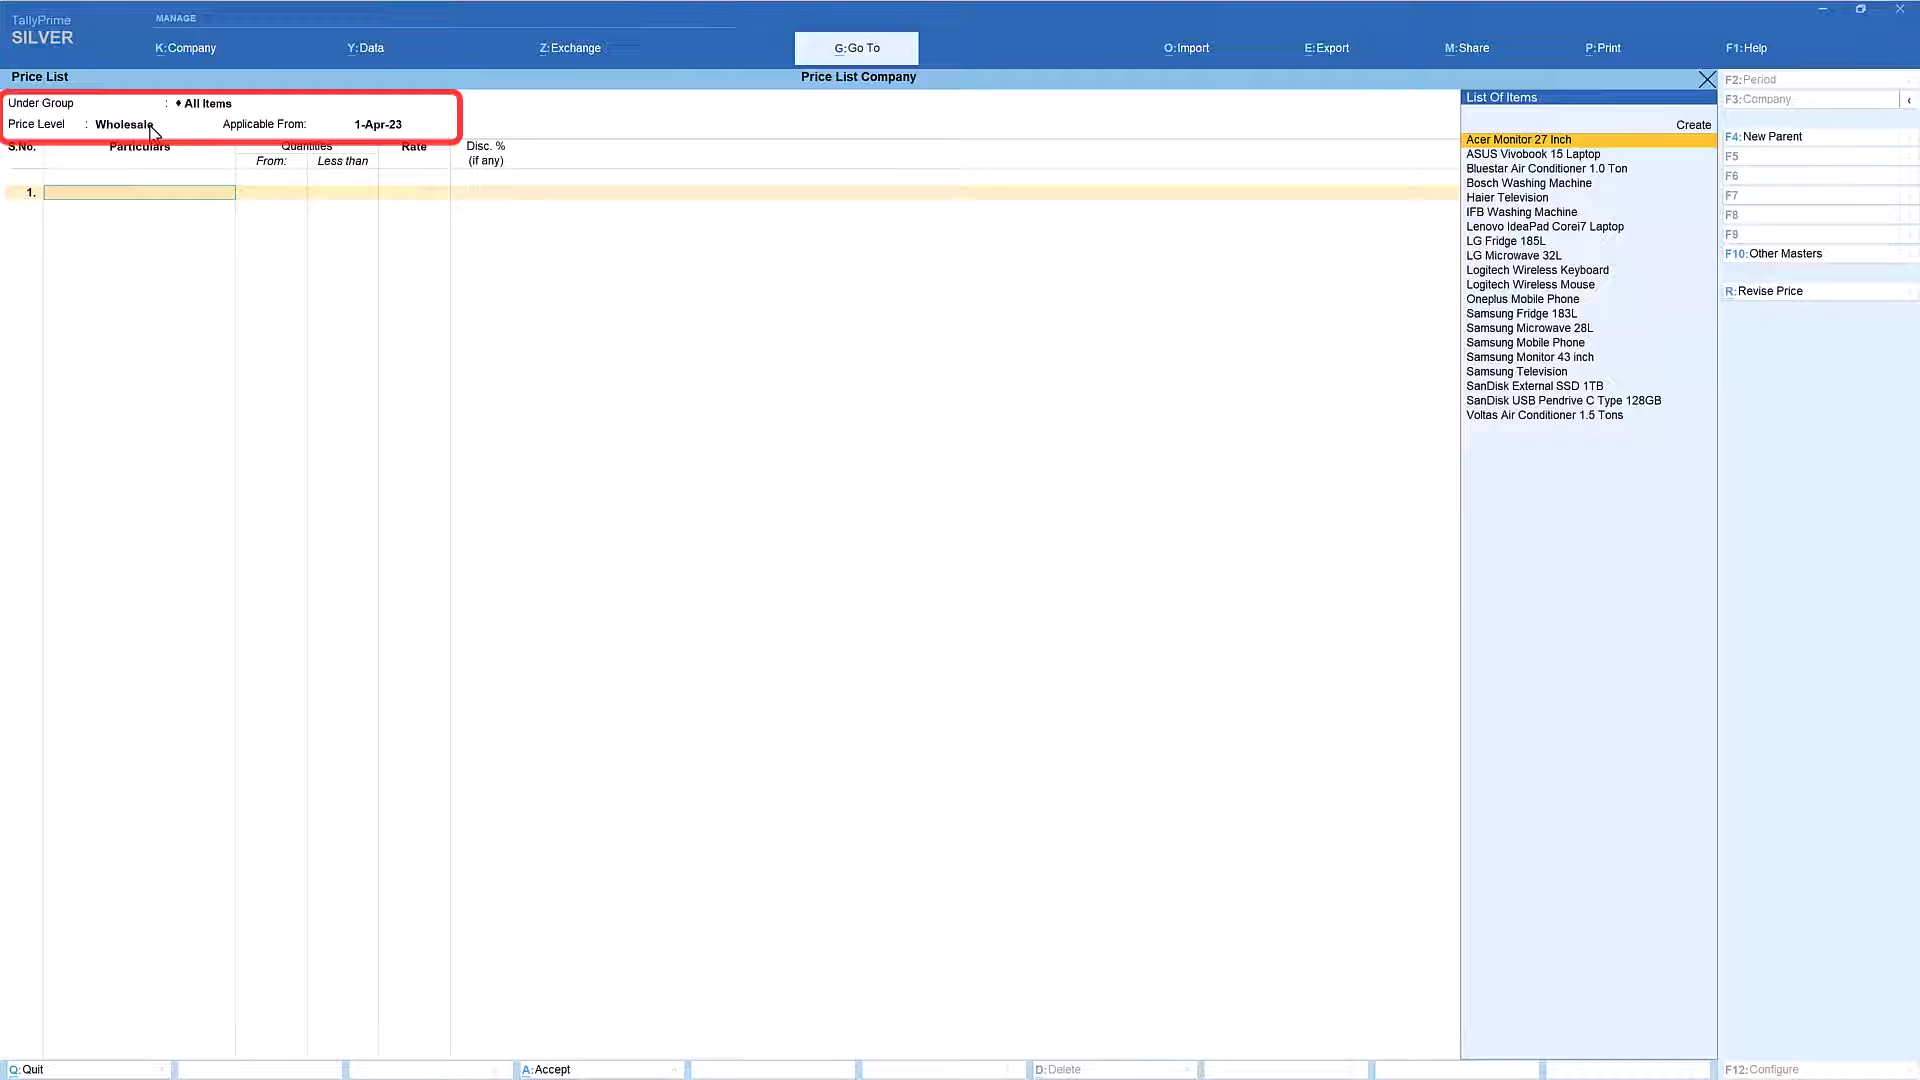 TallyPrime
MANAGE
SILVER
K:Company
Y:Data
Z:Exchange
G:Go To
O:Import
E:Export
M:Share
P:Print
F1:Help
Price List
Price List Company
Under Group : ♦ All Items
Price Level : Wholesale Applicable From: 1-Apr-23
S.No. Particulars Quantities Rate Disc. %
From: Less than (if any)
1.
List Of Items
Create
Acer Monitor 27 Inch
ASUS Vivobook 15 Laptop
Bluestar Air Conditioner 1.0 Ton
Bosch Washing Machine
Haier Television
IFB Washing Machine
Lenovo IdeaPad Corei7 Laptop
LG Fridge 185L
LG Microwave 32L
Logitech Wireless Keyboard
Logitech Wireless Mouse
Oneplus Mobile Phone
Samsung Fridge 183L
Samsung Microwave 28L
Samsung Mobile Phone
Samsung Monitor 43 inch
Samsung Television
SanDisk External SSD 1TB
SanDisk USB Pendrive C Type 128GB
Voltas Air Conditioner 1.5 Tons
F2:Period
F3:Company
F4:New Parent
F5
F6
F7
F8
F9
F10:Other Masters
R:Revise Price
Q:Quit
A:Accept
D:Delete
F12:Configure